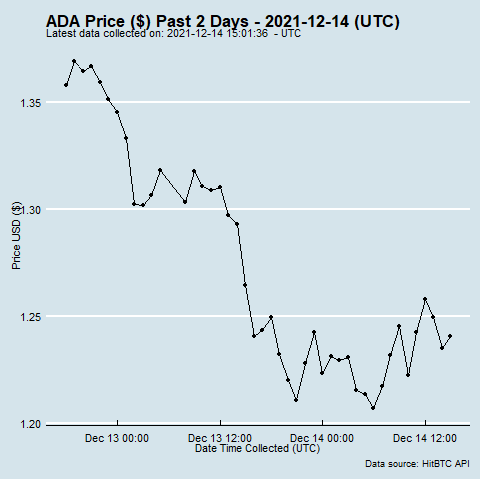 ADA Price ($) Past 2 Days - 2021-12-14 (UTC)
Latest data collected on: 2021-12-14 15:01:36 - UTC
Price USD ($)
1.35
1.30
1.25
1.20
Dec 13 00:00 Dec 13 12:00 Dec 14 00:00 Dec 14 12:00
Date Time Collected (UTC)
Data source: HitBTC API